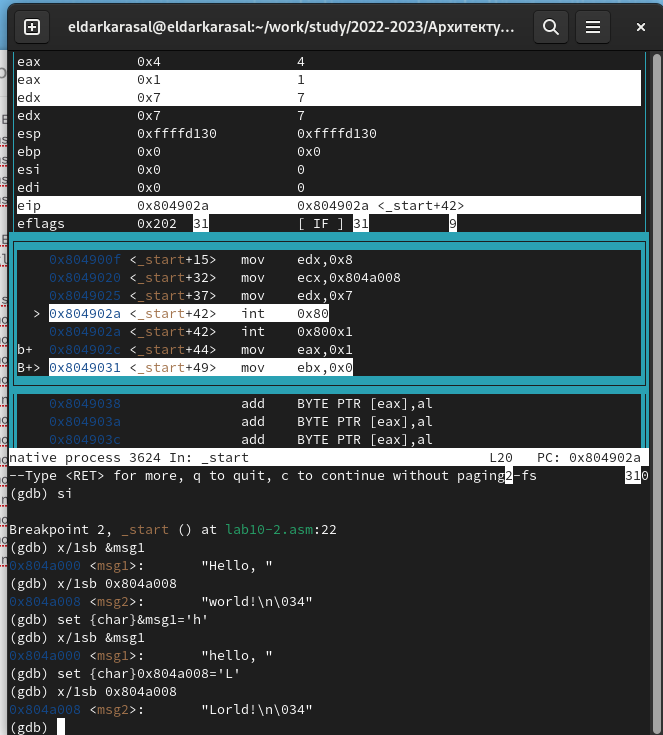 eldarkarasal@eldarkarasal:~/work/study/2022-2023/Архитекту...
eax 0x4 4
eax 0x1 1
edx 0x7 7
edx 0x7 7
esp 0xffffd130 0xffffd130
ebp 0x0 0x0
esi 0x0 0
edi 0x0 0
eip 0x804902a 0x804902a <_start+42>
eflags 0x202 31 [ IF ] 31 9
0x804900f <_start+15> mov edx,0x8
0x8049020 <_start+32> mov ecx,0x804a008
0x8049025 <_start+37> mov edx,0x7
> 0x804902a <_start+42> int 0x80
0x804902a <_start+42> int 0x800x1
b+ 0x804902c <_start+44> mov eax,0x1
B+> 0x8049031 <_start+49> mov ebx,0x0
0x8049038 add BYTE PTR [eax],al
0x804903a add BYTE PTR [eax],al
0x804903c add BYTE PTR [eax],al
native process 3624 In: _start L20 PC: 0x804902a
--Type <RET> for more, q to quit, c to continue without paging2-fs 310
(gdb) si
Breakpoint 2, _start () at lab10-2.asm:22
(gdb) x/1sb &msg1
0x804a000 <msg1>: "Hello, "
(gdb) x/1sb 0x804a008
0x804a008 <msg2>: "world!\n\034"
(gdb) set {char}&msg1='h'
(gdb) x/1sb &msg1
0x804a000 <msg1>: "hello, "
(gdb) set {char}0x804a008='L'
(gdb) x/1sb 0x804a008
0x804a008 <msg2>: "Lorld!\n\034"
(gdb)